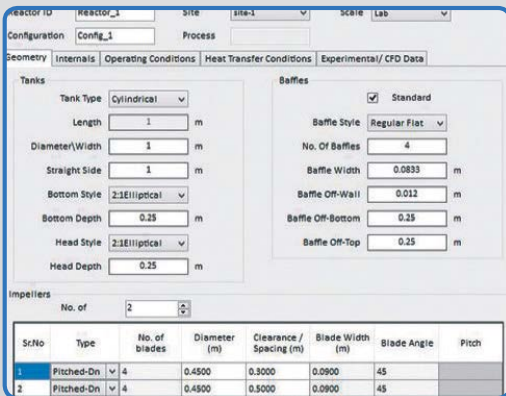 Reactor ID Reactor_1 Site site-1 Scale Lab
Configuration Config_1 Process
Geometry Internals Operating Conditions Heat Transfer Conditions Experimental/ CFD Data
Tanks
Tank Type Cylindrical
Length 1 m
Diameter\Width 1 m
Straight Side 1 m
Bottom Style 2:1Elliptical
Bottom Depth 0.25 m
Head Style 2:1Elliptical
Head Depth 0.25 m
Baffles
Standard
Baffle Style Regular Flat
No. Of Baffles 4
Baffle Width 0.0833 m
Baffle Off-Wall 0.012 m
Baffle Off-Bottom 0.25 m
Baffle Off-Top 0.25 m
Impellers
No. of 2
Sr.No Type No. of blades Diameter (m) Clearance / Spacing (m) Blade Width (m) Blade Angle Pitch
1 Pitched-Dn 4 0.4500 0.3000 0.0900 45
2 Pitched-Dn 4 0.4500 0.5000 0.0900 45